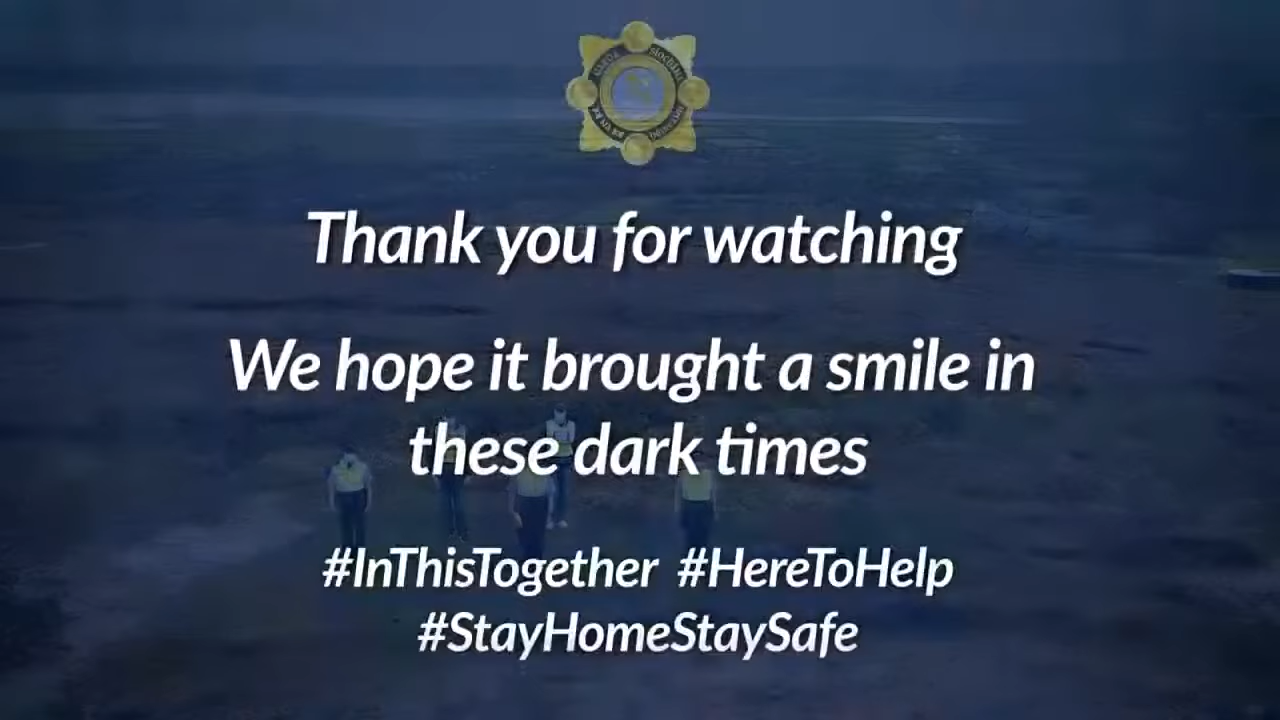 Thank you for watching
We hope it brought a smile in
these dark times
#InThisTogether #HereToHelp
#StayHomeStaySafe